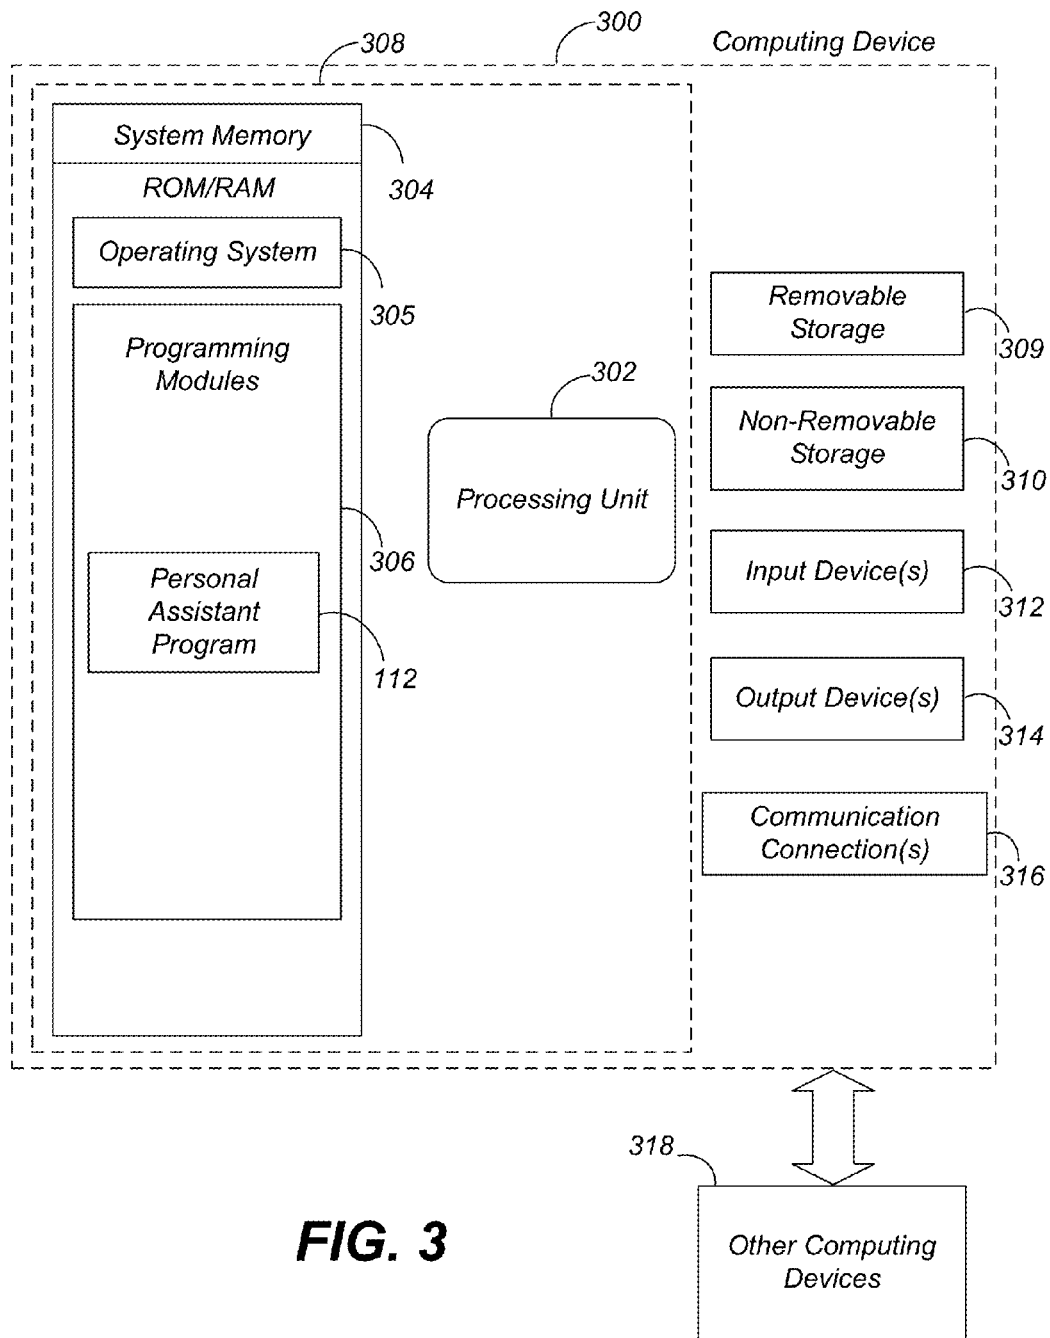 300
Computing Device
308
System Memory
304
ROM/RAM
Operating System
305
Programming
Modules
306
Personal
Assistant
Program
112
302
Processing Unit
Removable
Storage
309
Non-Removable
Storage
310
Input Device(s)
312
Output Device(s)
314
Communication
Connection(s)
316
318
Other Computing
Devices
FIG. 3